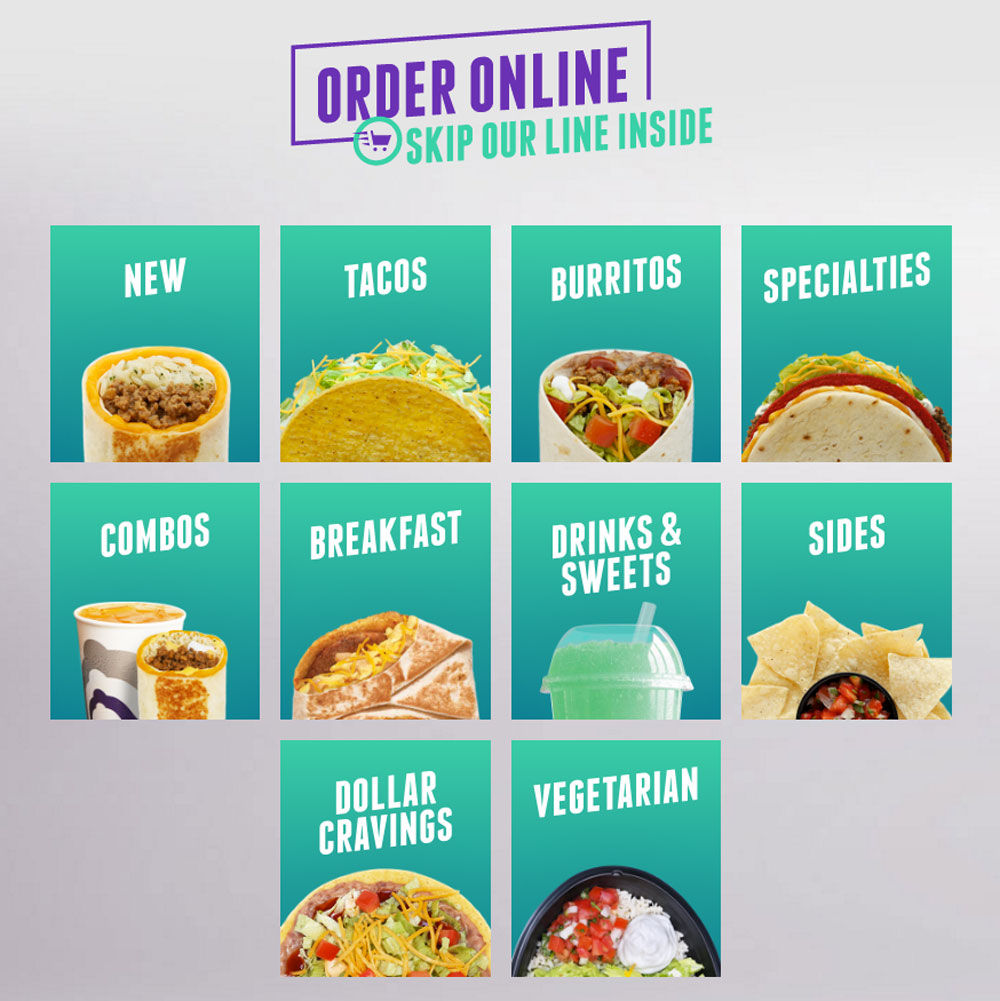 ORDER ONLINE
SKIP OUR LINE INSIDE
NEW
TACOS
BURRITOS
SPECIALTIES
COMBOS
BREAKFAST
DRINKS &
SWEETS
SIDES
DOLLAR
CRAVINGS
VEGETARIAN